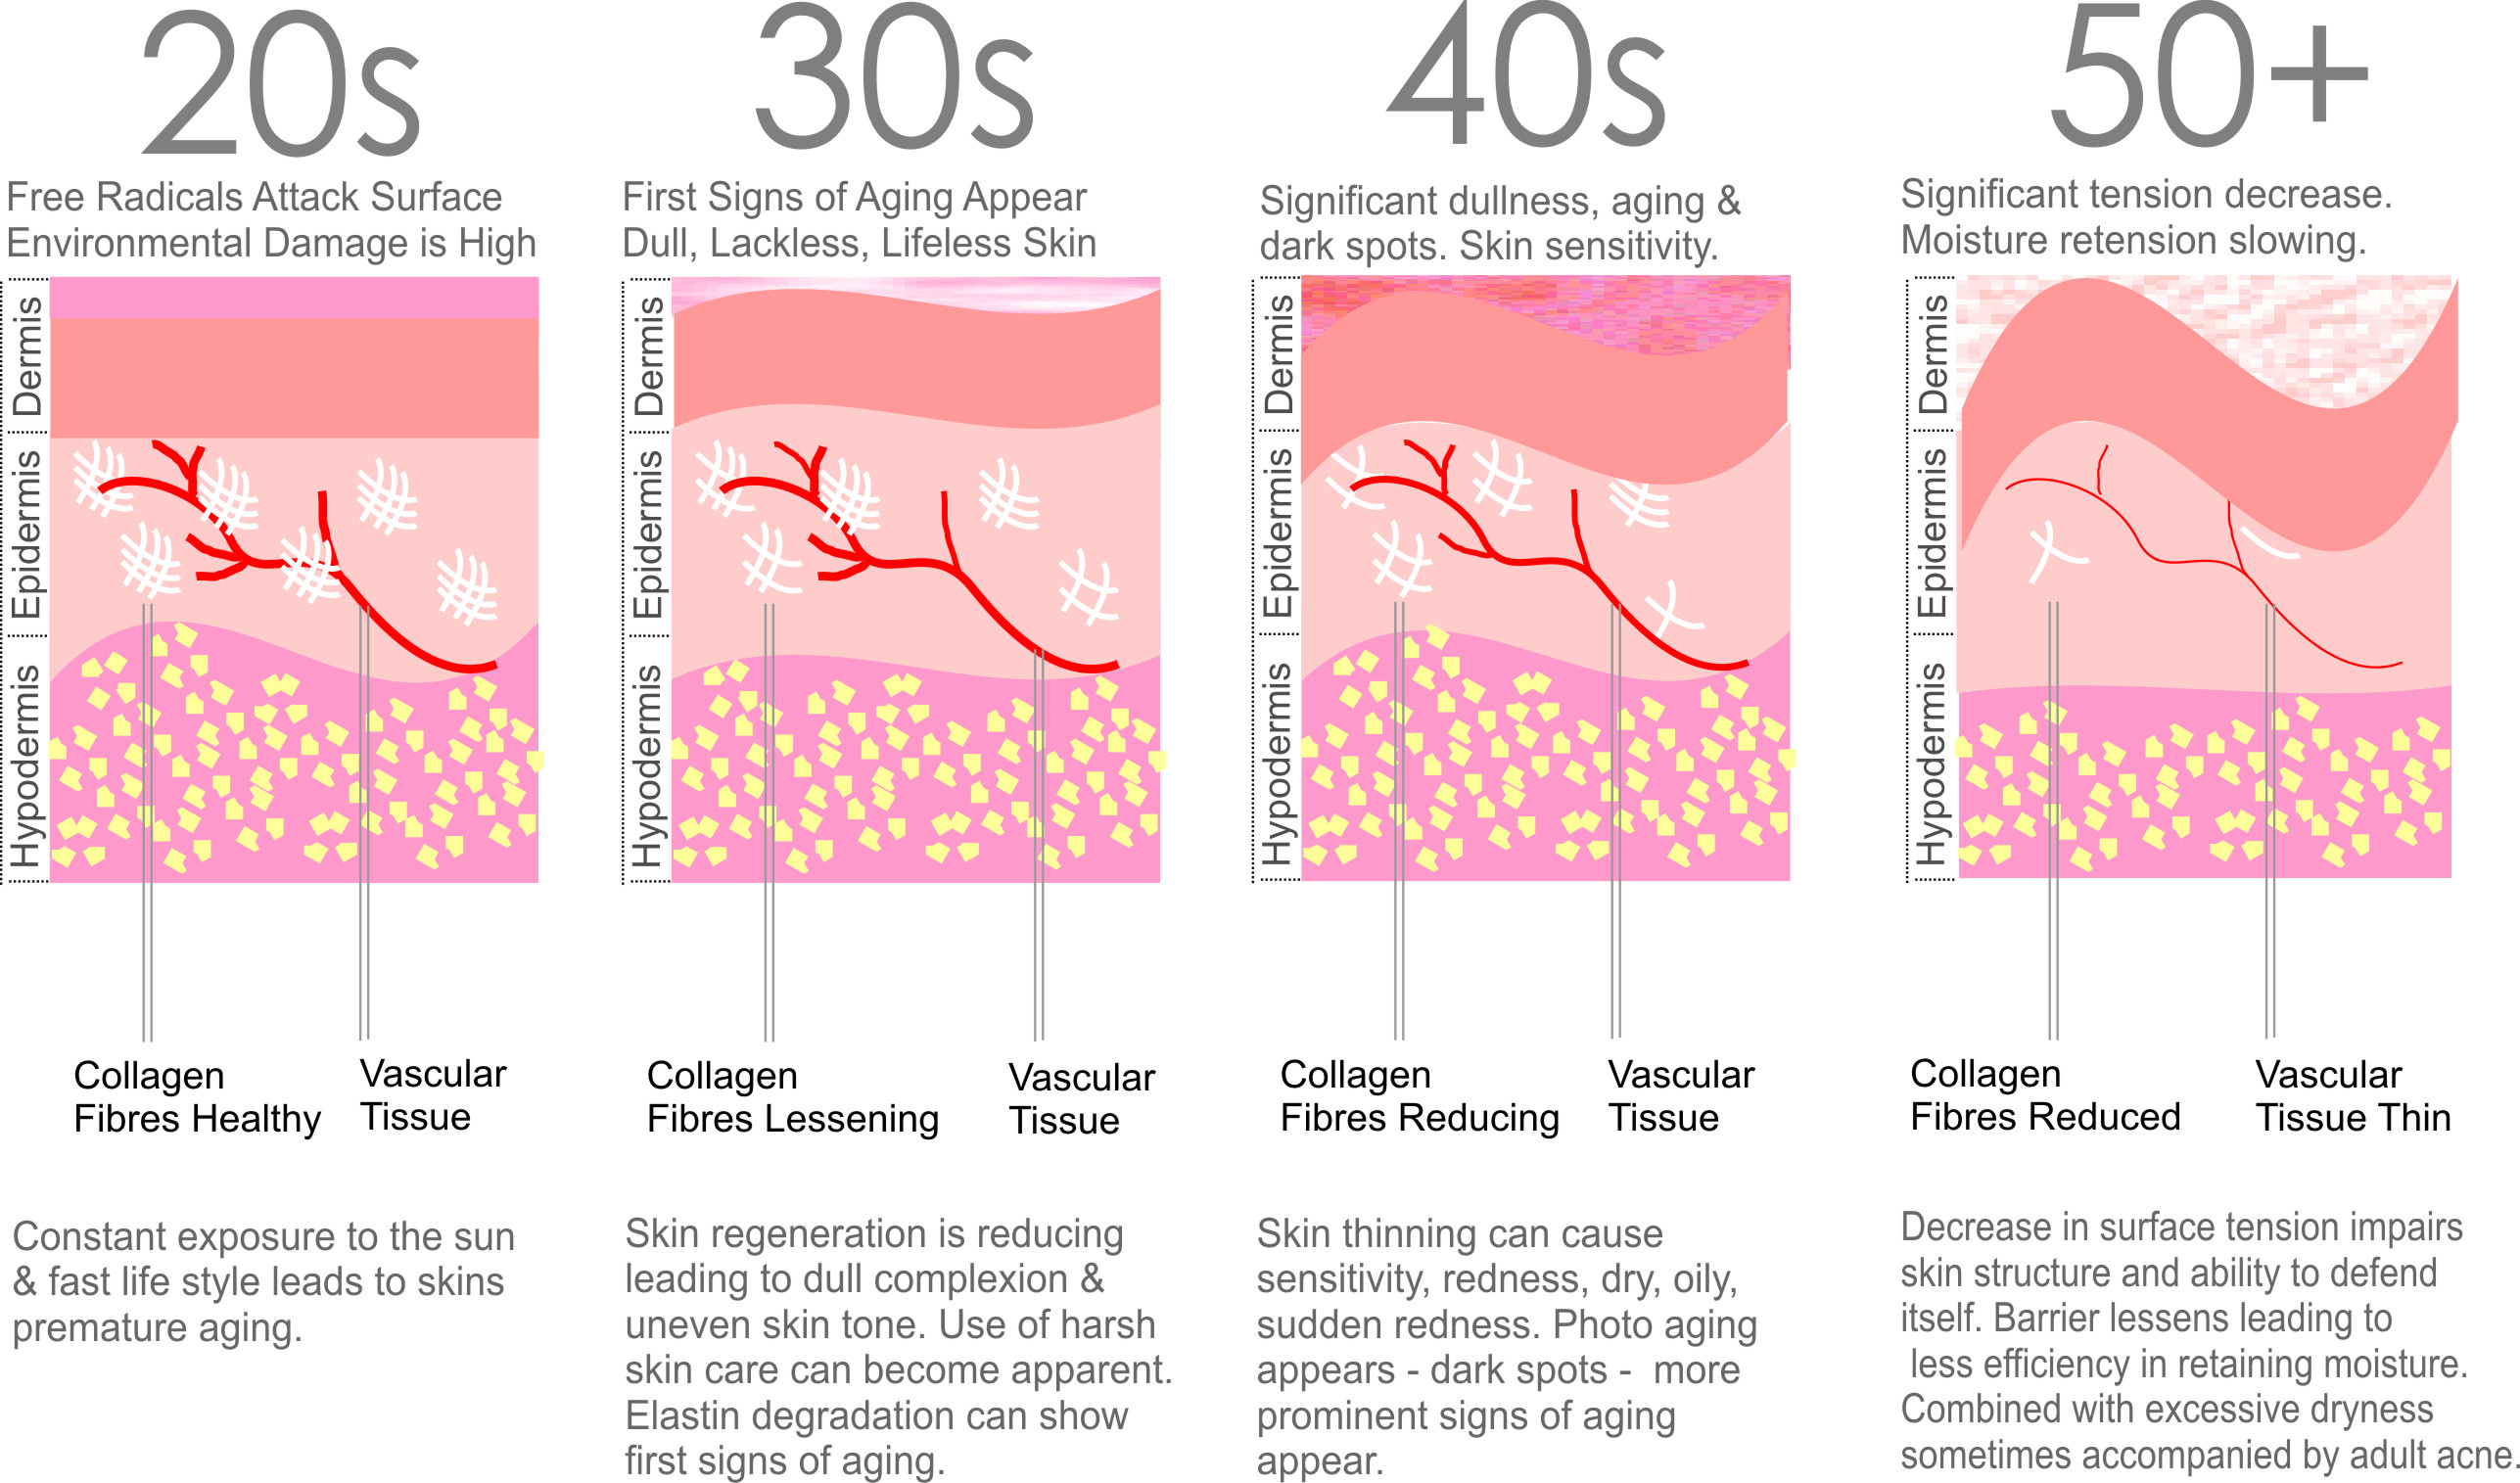 20s
Free Radicals Attack Surface
Environmental Damage is High
Dermis
Epidermis
Hypodermis
Collagen
Fibres Healthy
Vascular
Tissue
Constant exposure to the sun
& fast life style leads to skins
premature aging.
30s
First Signs of Aging Appear
Dull, Lackless, Lifeless Skin
Dermis
Epidermis
Hypodermis
Collagen
Fibres Lessening
Vascular
Tissue
Skin regeneration is reducing
leading to dull complexion &
uneven skin tone. Use of harsh
skin care can become apparent.
Elastin degradation can show
first signs of aging.
40s
Significant dullness, aging &
dark spots. Skin sensitivity.
Dermis
Epidermis
Hypodermis
Collagen
Fibres Reducing
Vascular
Tissue
Skin thinning can cause
sensitivity, redness, dry, oily,
sudden redness. Photo aging
appears - dark spots - more
prominent signs of aging
appear.
50+
Significant tension decrease.
Moisture retension slowing.
Dermis
Epidermis
Hypodermis
Collagen
Fibres Reduced
Vascular
Tissue Thin
Decrease in surface tension impairs
skin structure and ability to defend
itself. Barrier lessens leading to
less efficiency in retaining moisture.
Combined with excessive dryness
sometimes accompanied by adult acne.